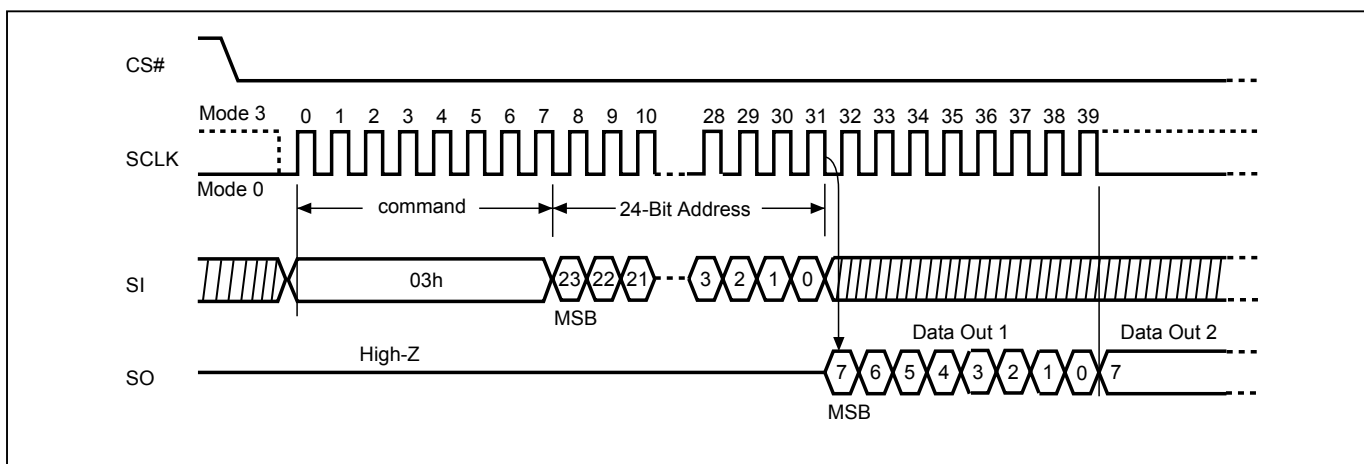 CS#
Mode 3
0 1 2 3 4 5 6 7 8 9 10 28 29 30 31 32 33 34 35 36 37 38 39
SCLK
Mode 0
command 24-Bit Address
SI 03h 23 22 21 3 2 1 0
MSB
Data Out 1 Data Out 2
High-Z
SO 7 6 5 4 3 2 1 0 7
MSB